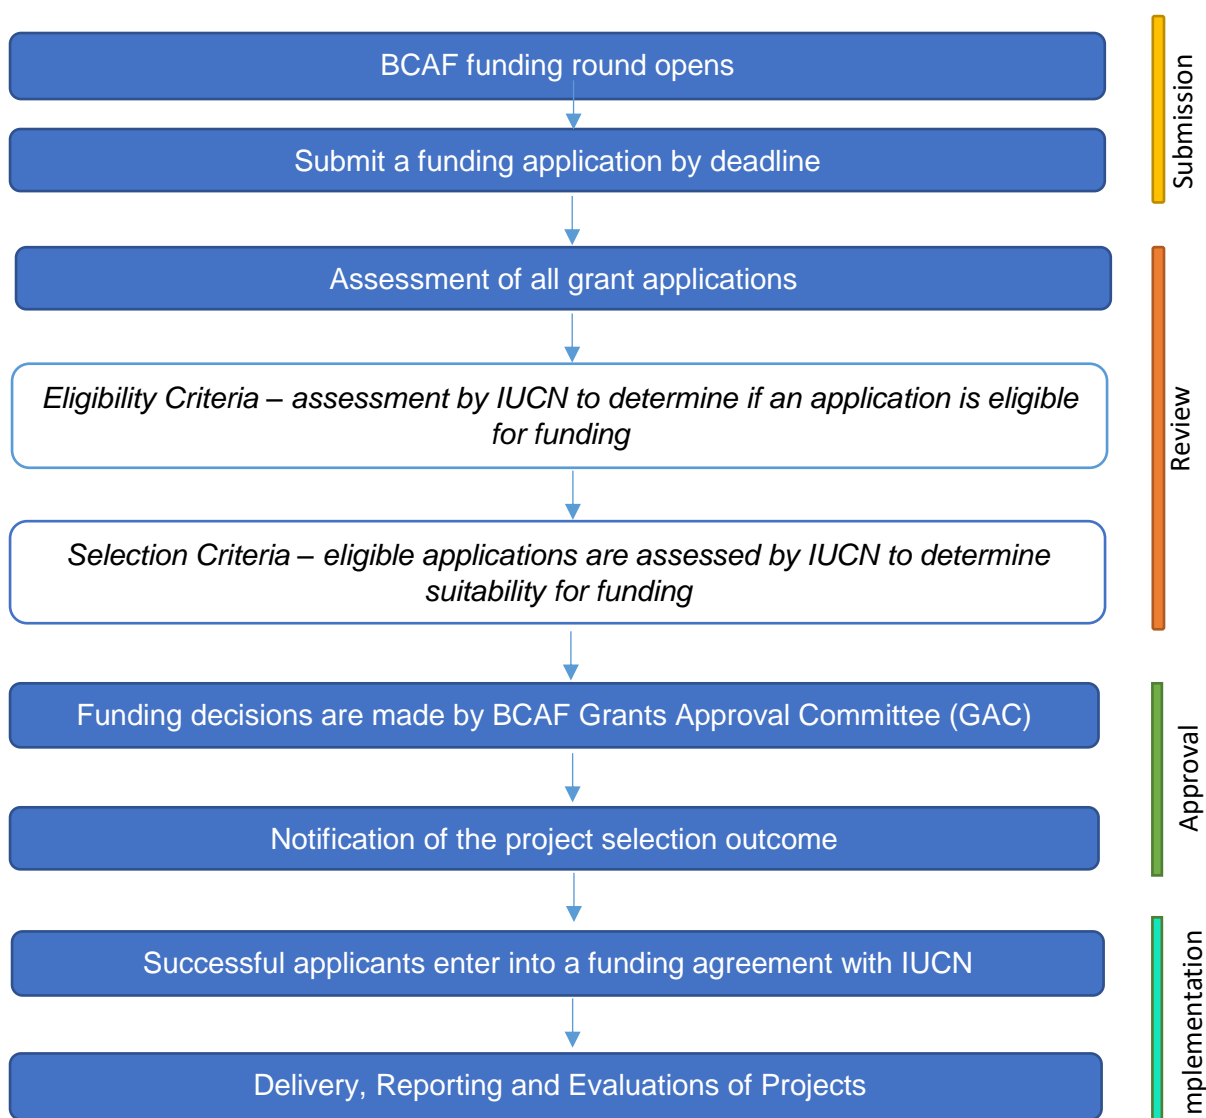 BCAF funding round opens
Submit a funding application by deadline
Submission
Assessment of all grant applications
Eligibility Criteria – assessment by IUCN to determine if an application is eligible
for funding
Selection Criteria – eligible applications are assessed by IUCN to determine
suitability for funding
Review
Funding decisions are made by BCAF Grants Approval Committee (GAC)
Notification of the project selection outcome
Approval
Successful applicants enter into a funding agreement with IUCN
Delivery, Reporting and Evaluations of Projects
mplementation